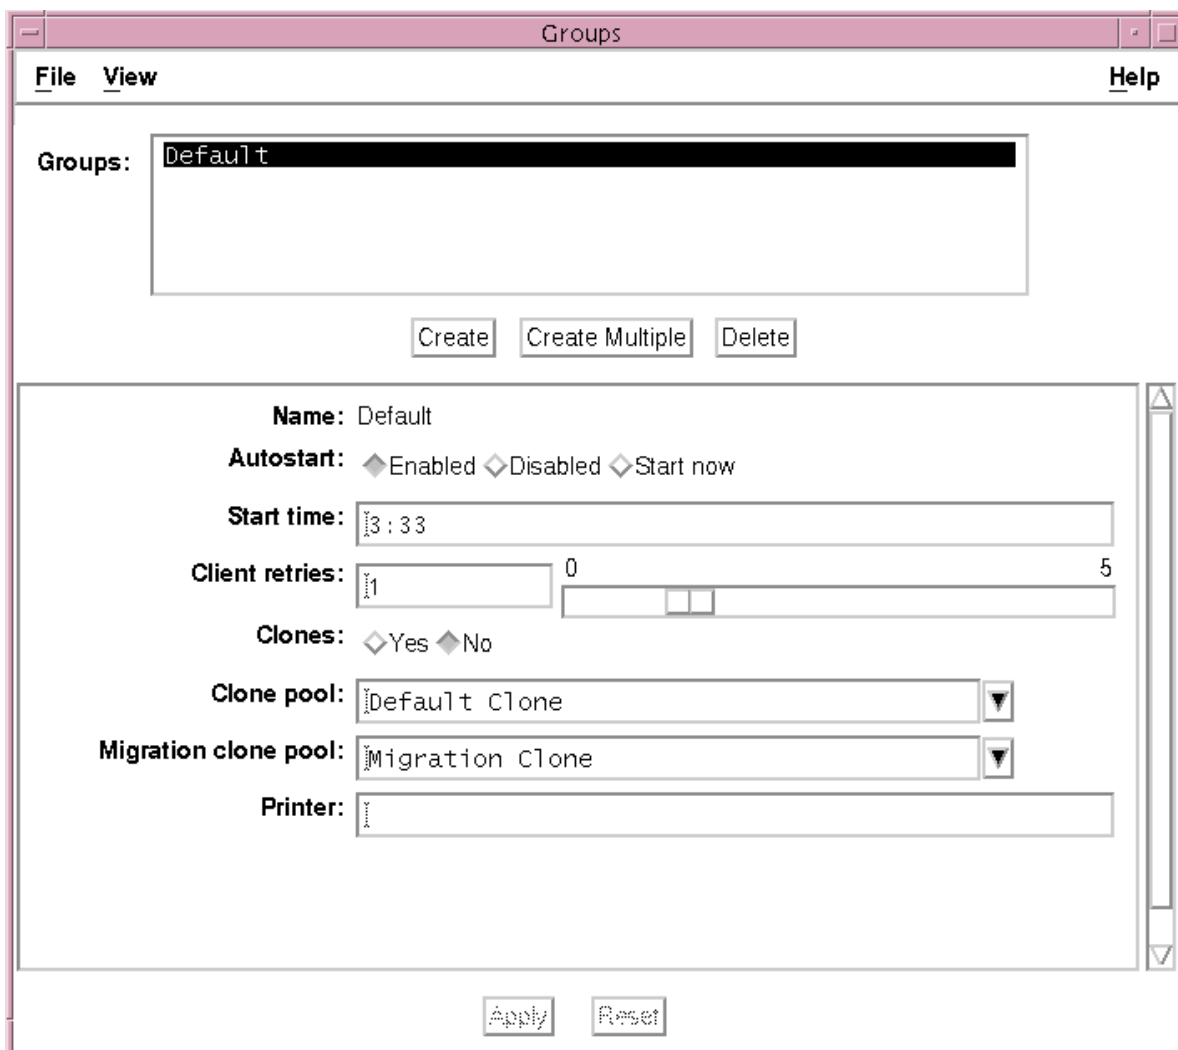 Groups
File View Help
Groups: Default
Create Create Multiple Delete
Name: Default
Autostart: Enabled Disabled Start now
Start time: 3:33
Client retries: 1 0 5
Clones: Yes No
Clone pool: Default Clone
Migration clone pool: Migration Clone
Printer:
Apply Reset